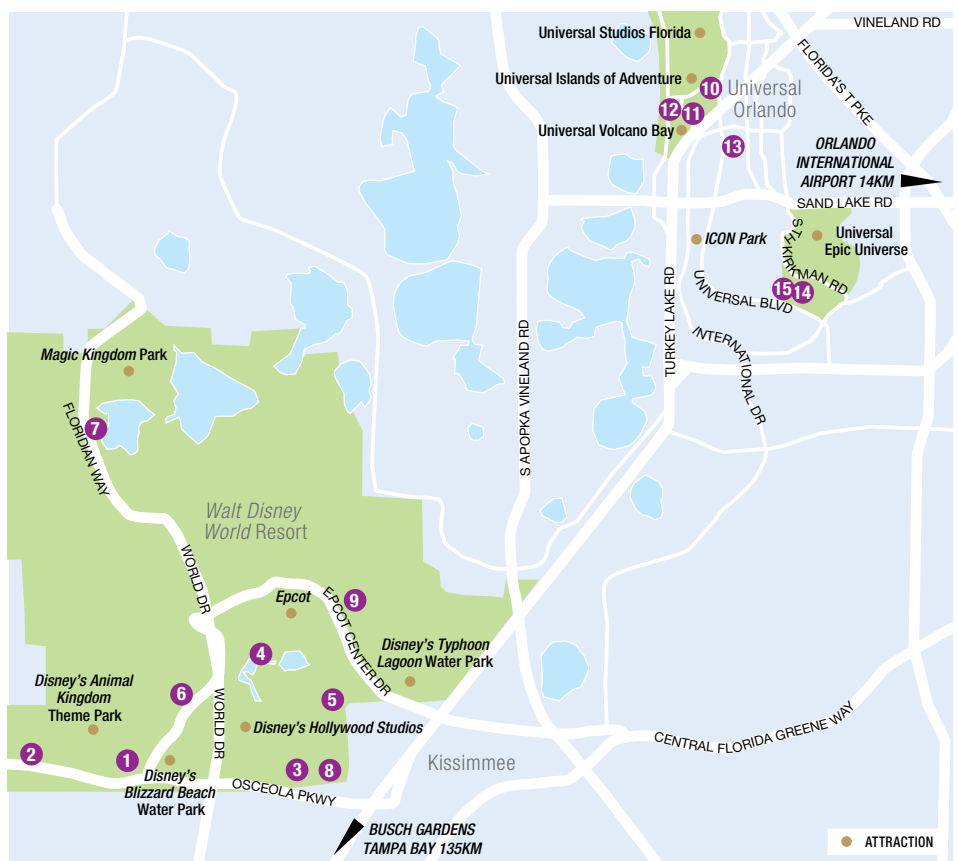 VINELAND RD
Universal Studios Florida
FLORIDA'S T PKE
Universal Islands of Adventure
10
Universal
Orlando
12
11
Universal Volcano Bay
13
ORLANDO
INTERNATIONAL
AIRPORT 14KM
SAND LAKE RD
S TH KIRKMAN RD
Universal
Epic Universe
ICON Park
TURKEY LAKE RD
UNIVERSAL BLVD
15
14
INTERNATIONAL DR
S APOPKA VINELAND RD
Magic Kingdom Park
7
FLORIDIAN WAY
Walt Disney
World Resort
WORLD DR
Epcot
9
EPCOT CENTER DR
4
Disney's Typhoon
Lagoon Water Park
Disney's Animal
Kingdom
Theme Park
6
5
WORLD DR
Disney's Hollywood Studios
CENTRAL FLORIDA GREENE WAY
2
1
Disney's
Blizzard Beach
Water Park
3
8
Kissimmee
OSCEOLA PKWY
BUSCH GARDENS
TAMPA BAY 135KM
ATTRACTION